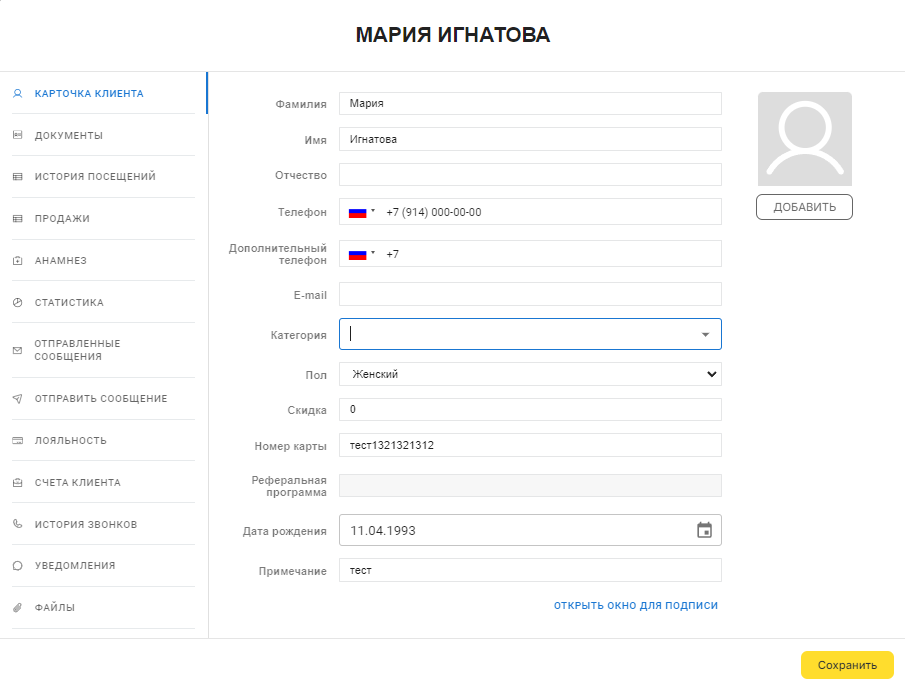 МАРИЯ ИГНАТОВА
КАРТОЧКА КЛИЕНТА
ДОКУМЕНТЫ
ИСТОРИЯ ПОСЕЩЕНИЙ
ПРОДАЖИ
АНАМНЕЗ
СТАТИСТИКА
ОТПРАВЛЕННЫЕ
СООБЩЕНИЯ
ОТПРАВИТЬ СООБЩЕНИЕ
ЛОЯЛЬНОСТЬ
СЧЕТА КЛИЕНТА
ИСТОРИЯ ЗВОНКОВ
УВЕДОМЛЕНИЯ
ФАЙЛЫ
Фамилия Мария
Имя Игнатова
Отчество
Телефон +7 (914) 000-00-00
Дополнительный
телефон +7
E-mail
Категория
Пол Женский
Скидка 0
Номер карты тест1321321312
Реферальная
программа
Дата рождения 11.04.1993
Примечание тест
ОТКРЫТЬ ОКНО ДЛЯ ПОДПИСИ
ДОБАВИТЬ
Сохранить